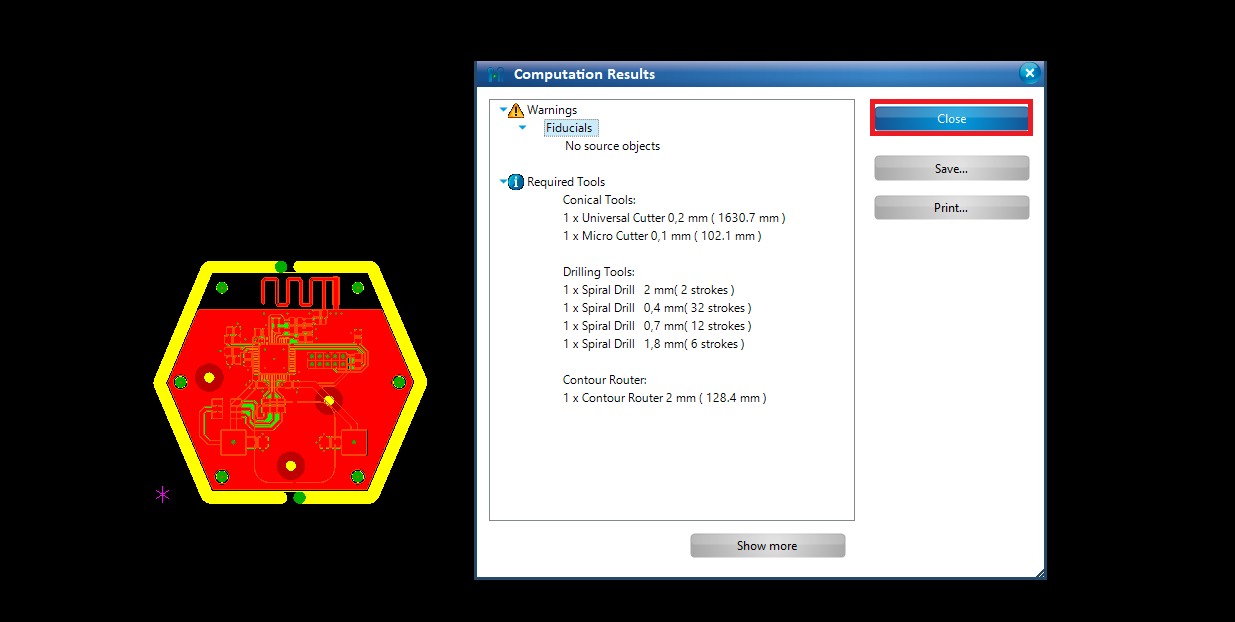 Computation Results
Warnings
Fiducials
No source objects
Required Tools
Conical Tools:
1 x Universal Cutter 0,2 mm ( 1630.7 mm )
1 x Micro Cutter 0,1 mm ( 102.1 mm )
Drilling Tools:
1 x Spiral Drill 2 mm( 2 strokes )
1 x Spiral Drill 0,4 mm( 32 strokes )
1 x Spiral Drill 0,7 mm( 12 strokes )
1 x Spiral Drill 1,8 mm( 6 strokes )
Contour Router:
1 x Contour Router 2 mm ( 128.4 mm )
Close
Save...
Print...
Show more